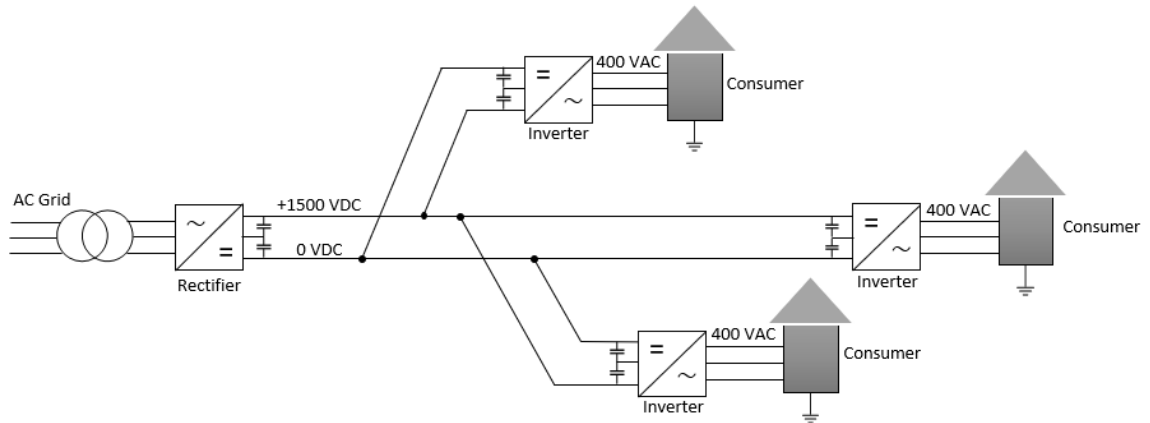 400 VAC
Consumer
Inverter
AC Grid
+1500 VDC
400 VAC
Consumer
0 VDC
Rectifier
Inverter
400 VAC
Consumer
Inverter